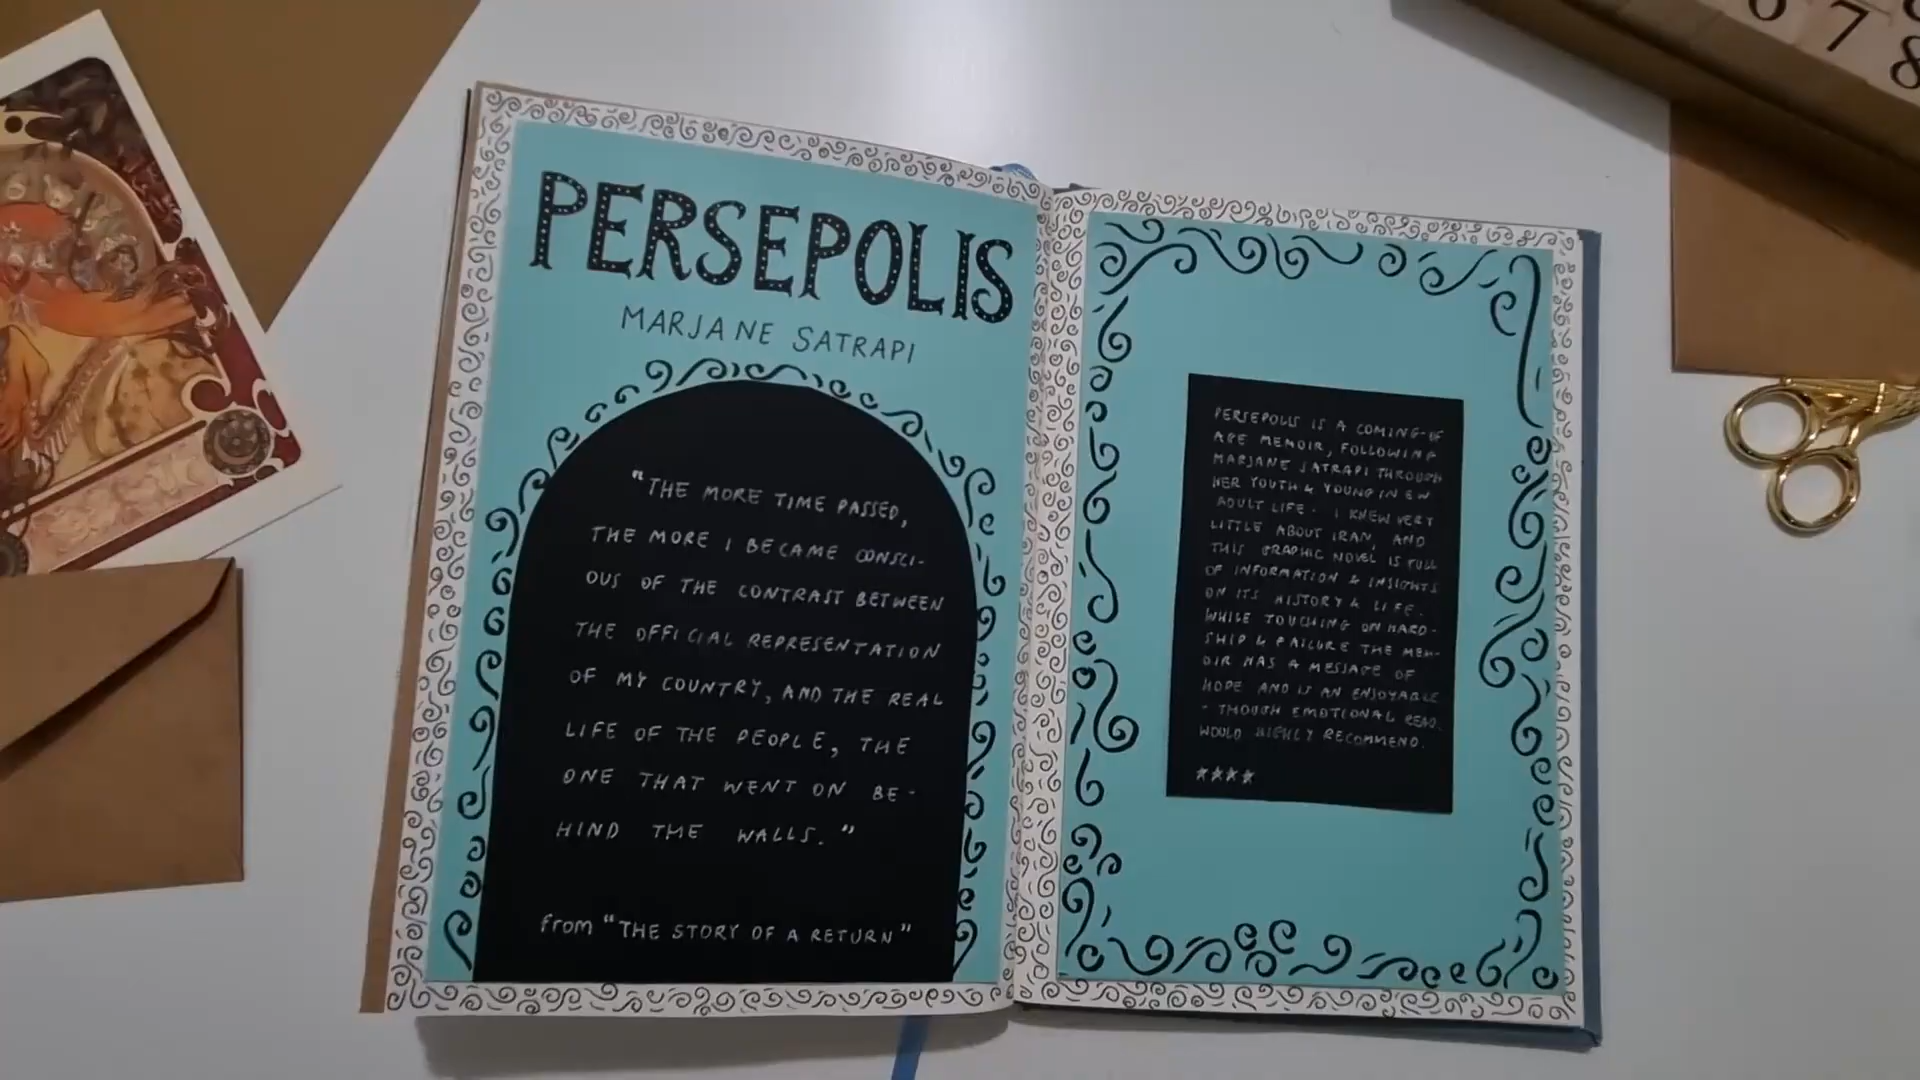 PERSEPOLIS
MARJANE SATRAPI
"THE MORE TIME PASSED,
THE MORE I BECAME CONSCI-
OUS OF THE CONTRAST BETWEEN
THE OFFICIAL REPRESENTATION
OF MY COUNTRY, AND THE REAL
LIFE OF THE PEOPLE, THE
ONE THAT WENT ON BE-
HIND THE WALLS."
from "THE STORY OF A RETURN"
PERSEPOLIS IS A COMING-OF
AGE MEMOIR, FOLLOWING
MARJANE SATRAPI THROUGH
HER YOUTH & YOUNG
ADULT LIFE. I KNEW VERY
LITTLE ABOUT IRAN, AND
THIS GRAPHIC NOVEL IS FULL
OF INFORMATION & INSIGHTS
ON ITS HISTORY & LIFE.
WHILE TOUCHING ON HARD-
SHIP & FAILURE THE MEM-
OIR HAS A MESSAGE OF
HOPE AND IS AN ENJOYABLE
- THOUGH EMOTIONAL READ.
WOULD HIGHLY RECOMMEND.
6 7 8